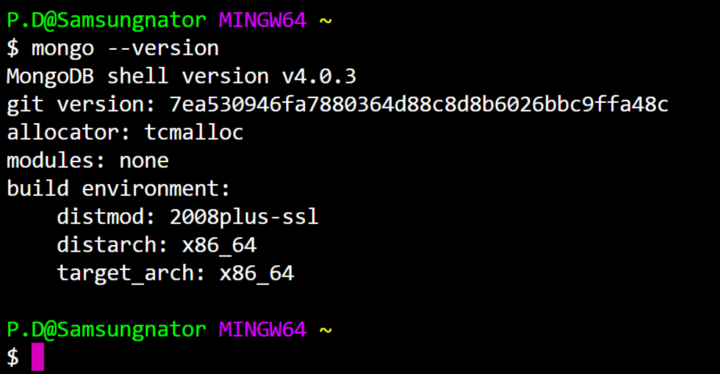 P.D@Samsungnator MINGW64 ~
$ mongo --version
MongoDB shell version v4.0.3
git version: 7ea530946fa7880364d88c8d8b6026bbc9ffa48c
allocator: tcmalloc
modules: none
build environment:
    distmod: 2008plus-ssl
    distarch: x86_64
    target_arch: x86_64
P.D@Samsungnator MINGW64 ~
$